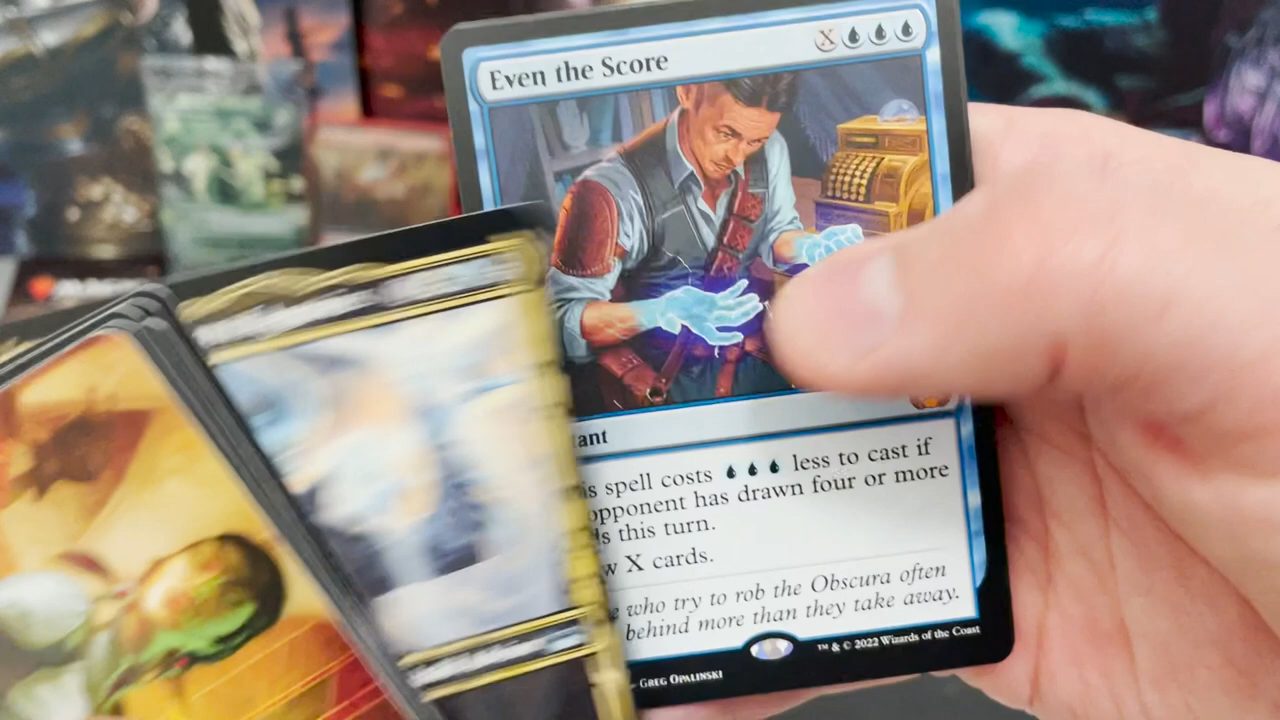 Even the Score
X
tant
is spell costs less to cast if
opponent has drawn four or more
ds this turn.
w X cards.
e who try to rob the Obscura often
behind more than they take away.
™ & © 2022 Wizards of the Coast
GREG OPALINSKI